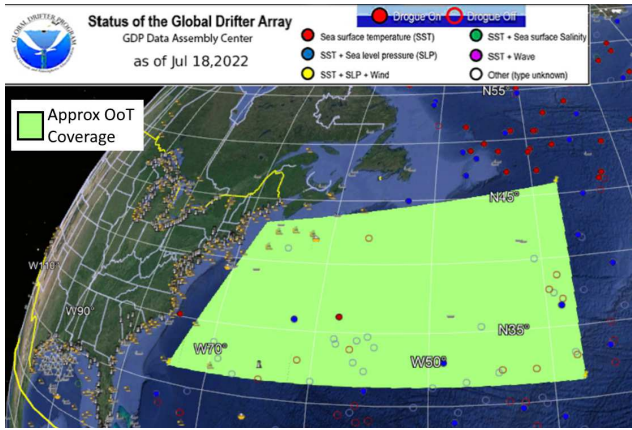 GLOBAL DRIFTER PROGRAM
Status of the Global Drifter Array
GDP Data Assembly Center
as of Jul 18,2022
Drogue On
Drogue Off
Sea surface temperature (SST)
SST + Sea surface Salinity
SST + Sea level pressure (SLP)
SST + Wave
SST + SLP + Wind
Other (type unknown)
N55°
Approx OoT
Coverage
N45°
W110°
W90°
N35°
W70°
W50°